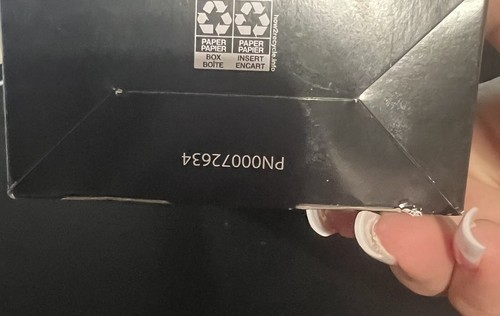 PAPER PAPER
PAPIER PAPIER
BOX INSERT
BOÎTE ENCART
how2recycle.info
PN00072634